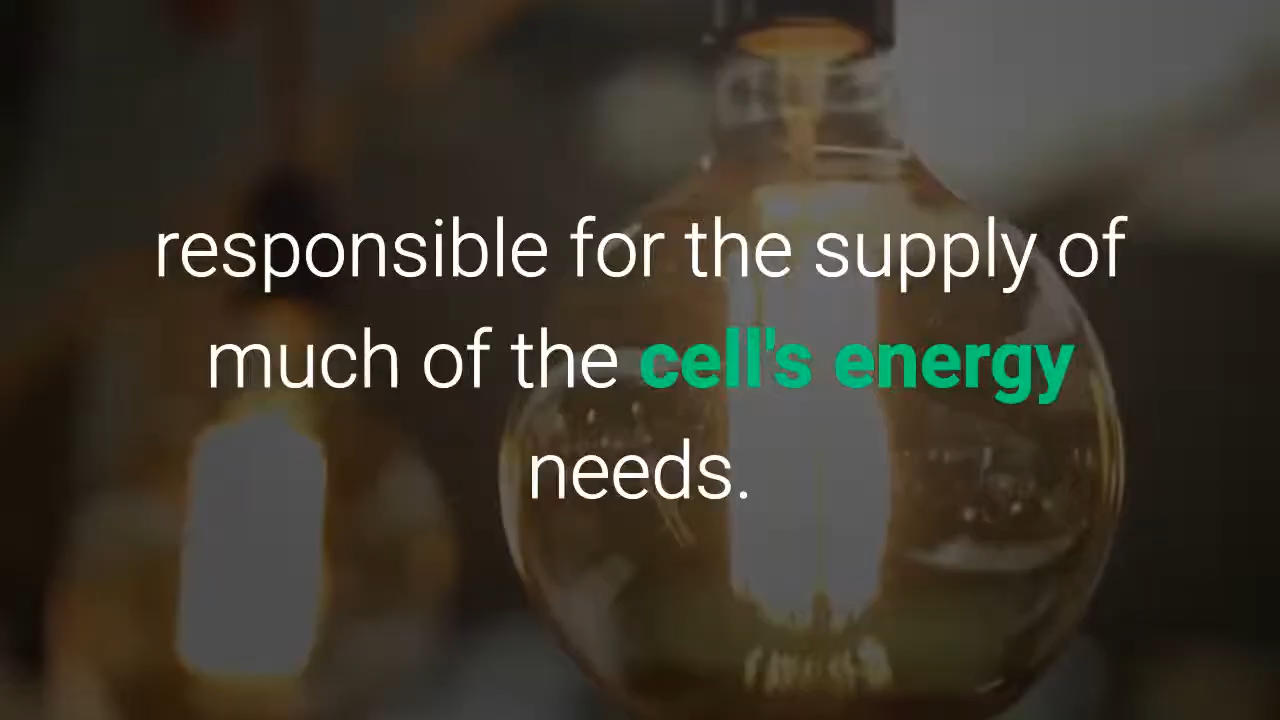 responsible for the supply of
much of the cell's energy
needs.